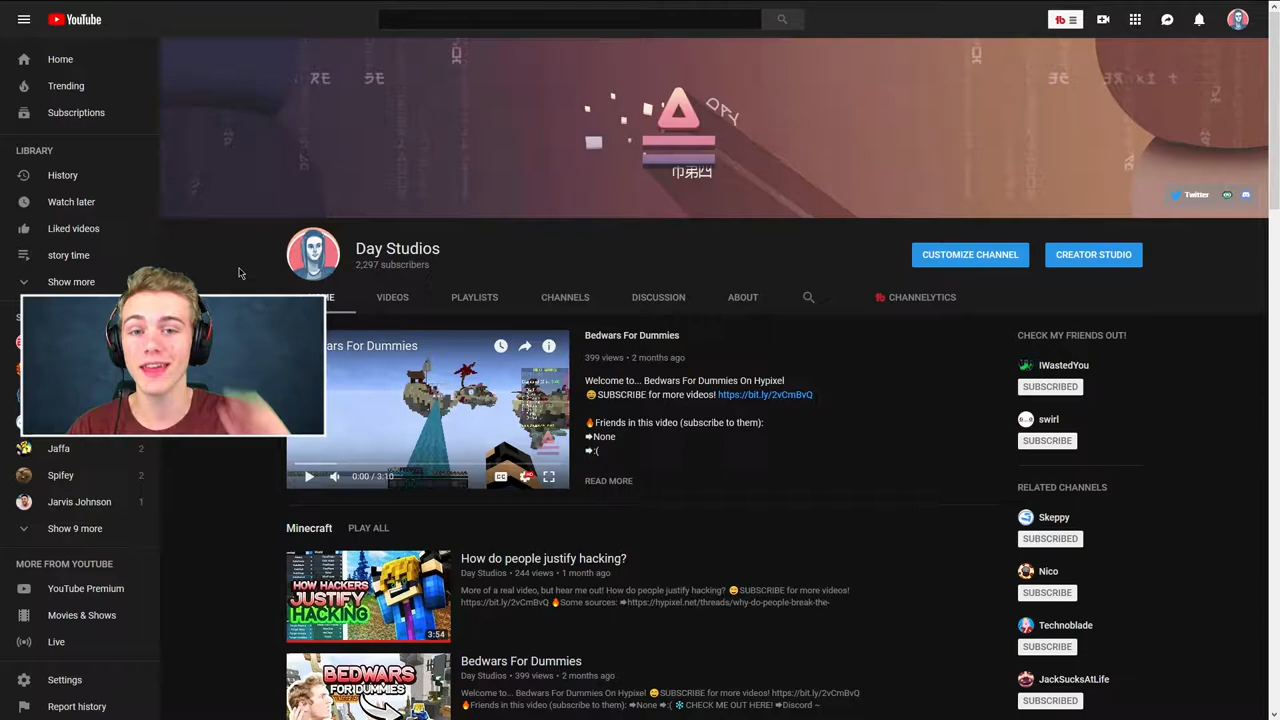 YouTube
Home
Trending
Subscriptions
LIBRARY
History
Watch later
Liked videos
story time
Show more
Jaffa 2
Spifey 2
Jarvis Johnson 1
Show 9 more
MORE FROM YOUTUBE
YouTube Premium
Movies & Shows
Live
Settings
Report history
DAY
Twitter
Day Studios
2,297 subscribers
CUSTOMIZE CHANNEL
CREATOR STUDIO
VIDEOS
PLAYLISTS
CHANNELS
DISCUSSION
ABOUT
tb CHANNELYTICS
For Dummies
0:00 / 3:10
CC
HD
Bedwars For Dummies
399 views • 2 months ago
Welcome to... Bedwars For Dummies On Hypixel
😄SUBSCRIBE for more videos! https://bit.ly/2vCmBvQ
🔥Friends in this video (subscribe to them):
➡None
➡:(
READ MORE
Minecraft PLAY ALL
HOW HACKERS
JUSTIFY
HACKING
3:54
How do people justify hacking?
Day Studios • 244 views • 1 month ago
More of a real video, but hear me out! How do people justify hacking? 😄SUBSCRIBE for more videos!
https://bit.ly/2vCmBvQ 🔥Some sources: ➡https://hypixel.net/threads/why-do-people-break-the-
BEDWARS
FOR DUMMIES
Bedwars For Dummies
Day Studios • 399 views • 2 months ago
Welcome to... Bedwars For Dummies On Hypixel 😄SUBSCRIBE for more videos! https://bit.ly/2vCmBvQ
🔥Friends in this video (subscribe to them): ➡None ➡:( ❄CHECK ME OUT HERE! ➡Discord ~
CHECK MY FRIENDS OUT!
IWastedYou
SUBSCRIBED
swirl
SUBSCRIBE
RELATED CHANNELS
Skeppy
SUBSCRIBED
Nico
SUBSCRIBE
Technoblade
SUBSCRIBE
JackSucksAtLife
SUBSCRIBED